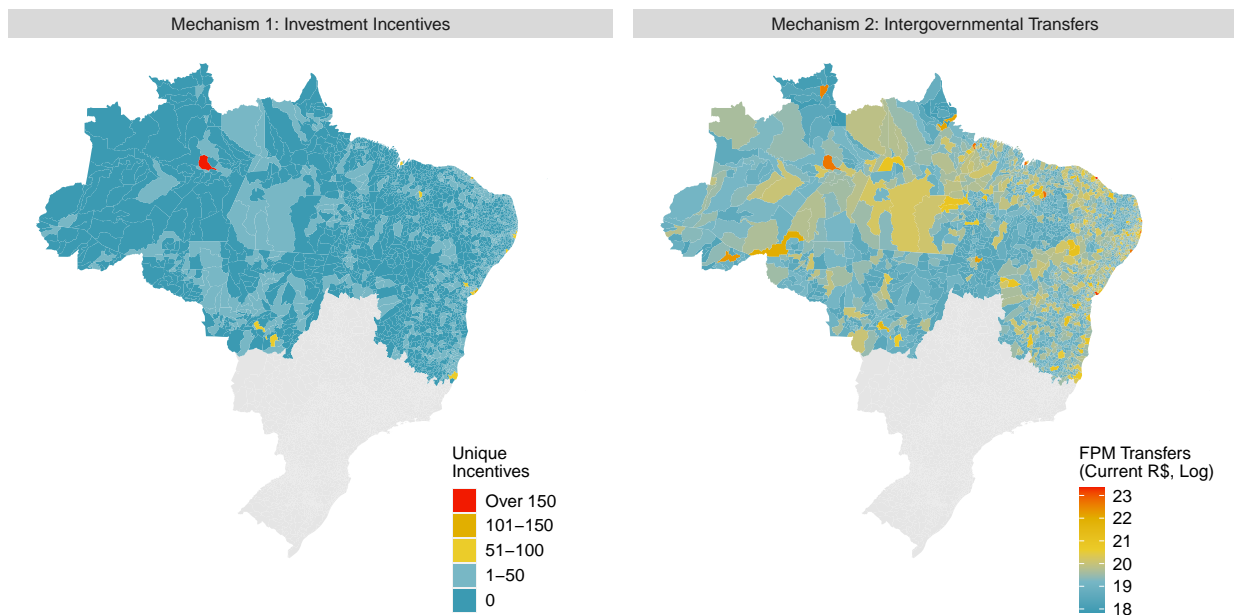 Mechanism 1: Investment Incentives
Mechanism 2: Intergovernmental Transfers
Unique
Incentives
Over 150
101−150
51−100
1−50
0
FPM Transfers
(Current R$, Log)
23
22
21
20
19
18